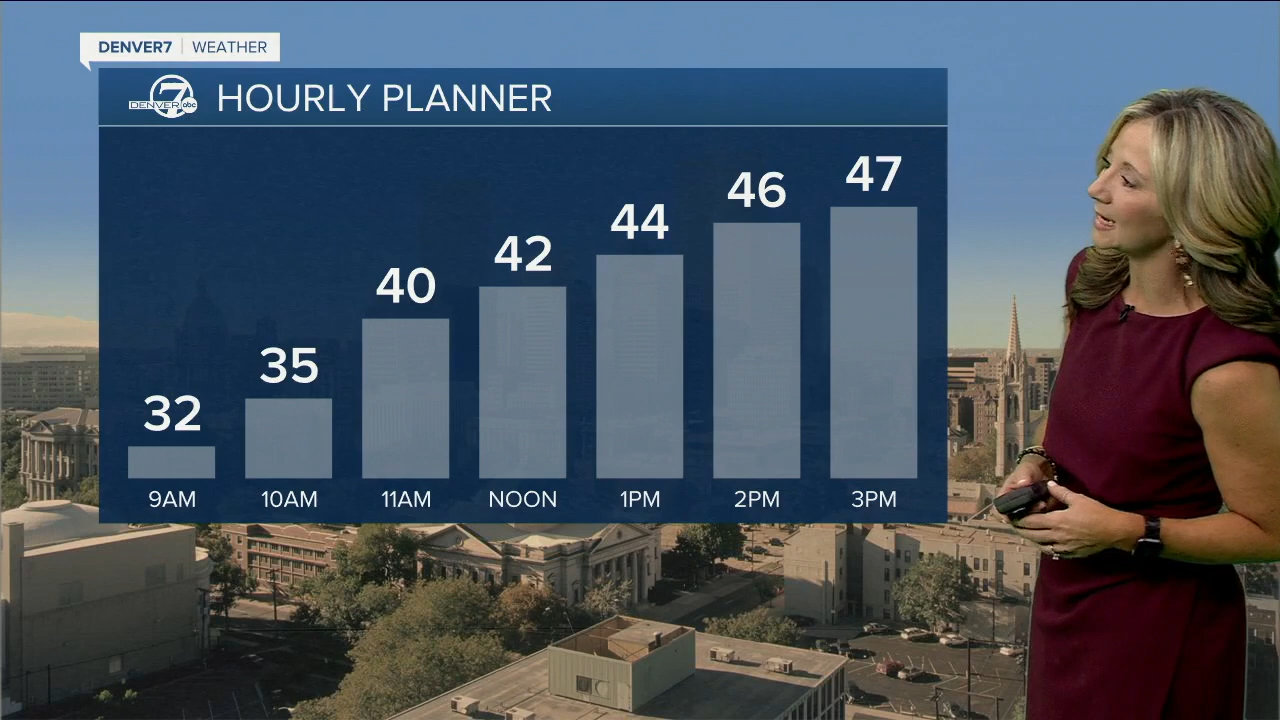 DENVER7 | WEATHER
7
DENVER abc
HOURLY PLANNER
32 35 40 42 44 46 47
9AM 10AM 11AM NOON 1PM 2PM 3PM